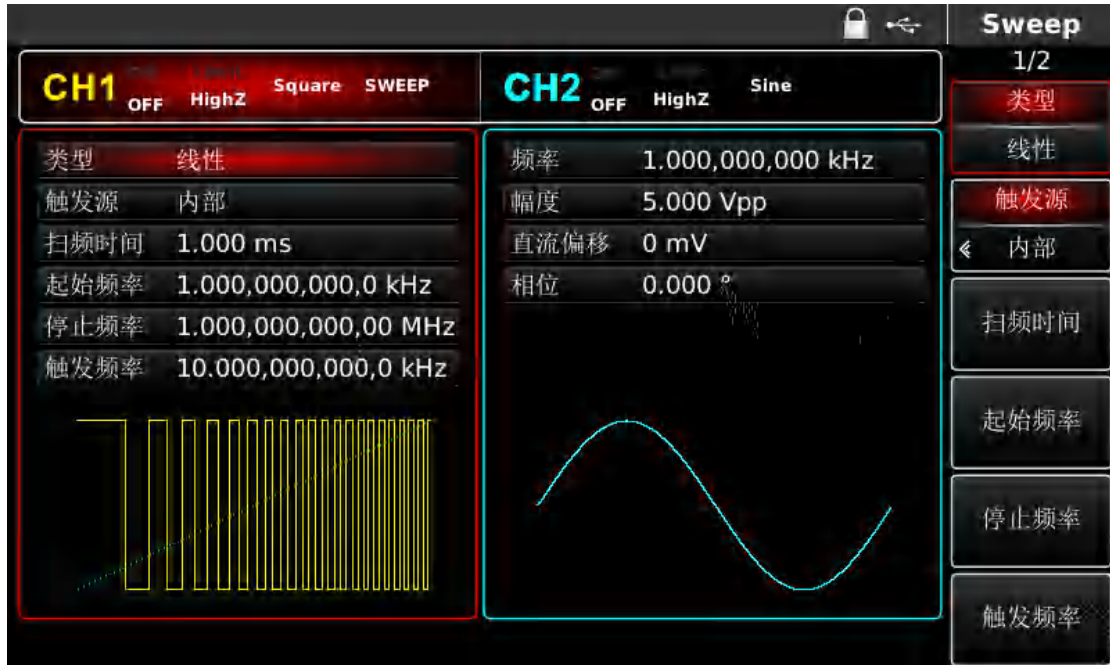 Sweep
1/2
CH1 OFF HighZ Square SWEEP
CH2 OFF HighZ Sine
类型 线性
触发源 内部
扫频时间 1.000 ms
起始频率 1.000,000,000,0 kHz
停止频率 1.000,000,000,00 MHz
触发频率 10.000,000,000,0 kHz
频率 1.000,000,000 kHz
幅度 5.000 Vpp
直流偏移 0 mV
相位 0.000 °
类型
线性
触发源
内部
扫频时间
起始频率
停止频率
触发频率